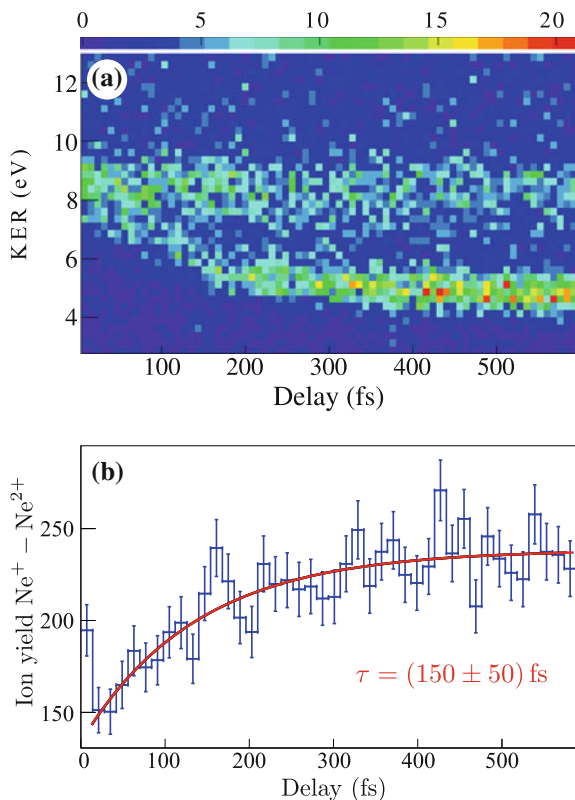 0 5 10 15 20
(a)
12
10
8
6
4
KER (eV)
100 200 300 400 500
Delay (fs)
(b)
250
200
150
Ion yield Ne⁺ − Ne²⁺
τ = (150 ± 50) fs
0 100 200 300 400 500
Delay (fs)